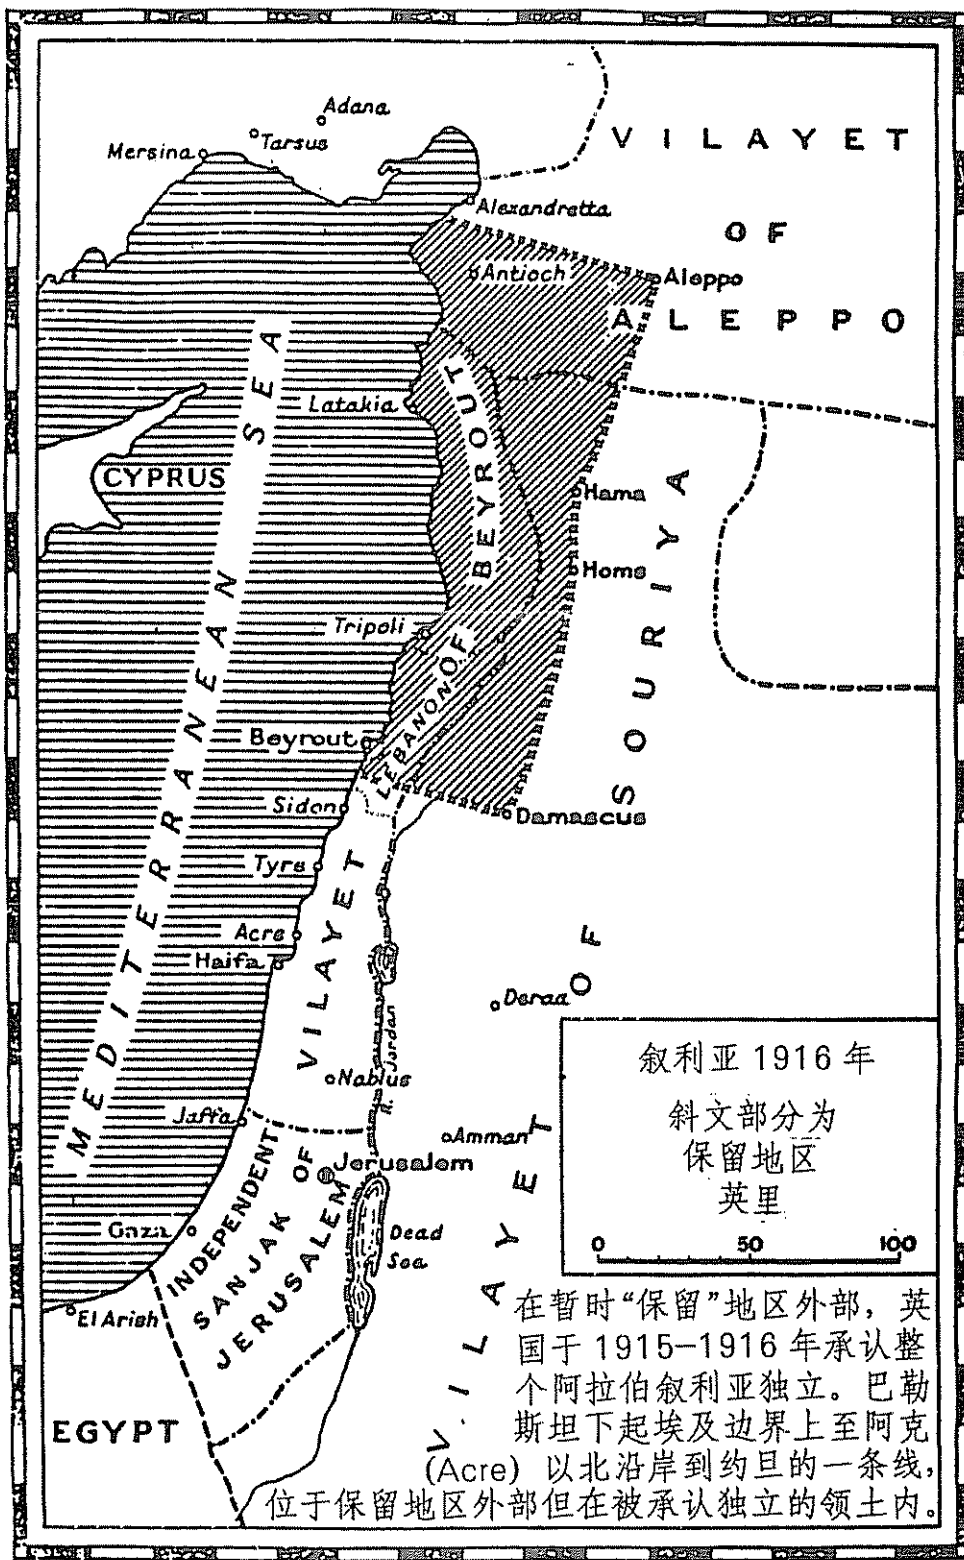 Adana
Tarsus
Mersina
VILAYET
OF
ALEPPO
Alexandretta
Antioch
Aleppo
MEDITERRANEAN SEA
Latakia
BEYROUT
CYPRUS
Hama
Homs
SOURIYA
Tripoli
OF
LEBANON
Beyrout
Sidon
Damascus
Tyre
VILAYET
Acre
Haifa
OF
Deraa
R. Jordan
Nablus
Jaffa
Amman
Jerusalem
INDEPENDENT
SANJAK OF
JERUSALEM
Gaza
Dead
Sea
VILAYET
El Arish
EGYPT
叙利亚 1916 年
斜文部分为
保留地区
英里
0 50 100
在暂时“保留”地区外部，英
国于 1915–1916 年承认整
个阿拉伯叙利亚独立。巴勒
斯坦下起埃及边界上至阿克
(Acre) 以北沿岸到约旦的一条线，
位于保留地区外部但在被承认独立的领土内。